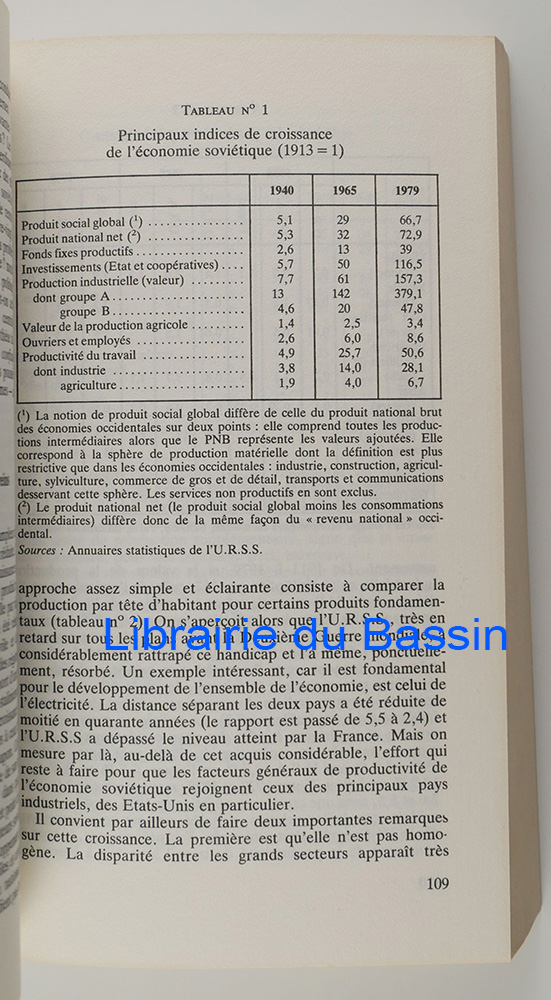 TABLEAU Nº 1
Principaux indices de croissance
de l'économie soviétique (1913 = 1)
1940 1965 1979
Produit social global (¹) ................ 5,1 29 66,7
Produit national net (²) ................ 5,3 32 72,9
Fonds fixes productifs ................ 2,6 13 39
Investissements (Etat et coopératives) .... 5,7 50 116,5
Production industrielle (valeur) ......... 7,7 61 157,3
dont groupe A ...................... 13 142 379,1
groupe B ...................... 4,6 20 47,8
Valeur de la production agricole ......... 1,4 2,5 3,4
Ouvriers et employés ................. 2,6 6,0 8,6
Productivité du travail ................. 4,9 25,7 50,6
dont industrie ...................... 3,8 14,0 28,1
agriculture ..................... 1,9 4,0 6,7
(¹) La notion de produit social global diffère de celle du produit national brut
des économies occidentales sur deux points : elle comprend toutes les produc-
tions intermédiaires alors que le PNB représente les valeurs ajoutées. Elle
correspond à la sphère de production matérielle dont la définition est plus
restrictive que dans les économies occidentales : industrie, construction, agricul-
ture, sylviculture, commerce de gros et de détail, transports et communications
desservant cette sphère. Les services non productifs en sont exclus.
(²) Le produit national net (le produit social global moins les consommations
intermédiaires) diffère donc de la même façon du « revenu national » occi-
dental.
Sources : Annuaires statistiques de l'U.R.S.S.
approche assez simple et éclairante consiste à comparer la
production par tête d'habitant pour certains produits fondamen-
taux (tableau nº 2). On s'aperçoit alors que l'U.R.S.S., très en
retard sur tous les plans avant la Deuxième Guerre mondiale, a
Librairie du Bassin
considérablement rattrapé ce handicap et l'a même, ponctuelle-
ment, résorbé. Un exemple intéressant, car il est fondamental
pour le développement de l'ensemble de l'économie, est celui de
l'électricité. La distance séparant les deux pays a été réduite de
moitié en quarante années (le rapport est passé de 5,5 à 2,4) et
l'U.R.S.S a dépassé le niveau atteint par la France. Mais on
mesure par là, au-delà de cet acquis considérable, l'effort qui
reste à faire pour que les facteurs généraux de productivité de
l'économie soviétique rejoignent ceux des principaux pays
industriels, des Etats-Unis en particulier.
Il convient par ailleurs de faire deux importantes remarques
sur cette croissance. La première est qu'elle n'est pas homo-
gène. La disparité entre les grands secteurs apparaît très
109